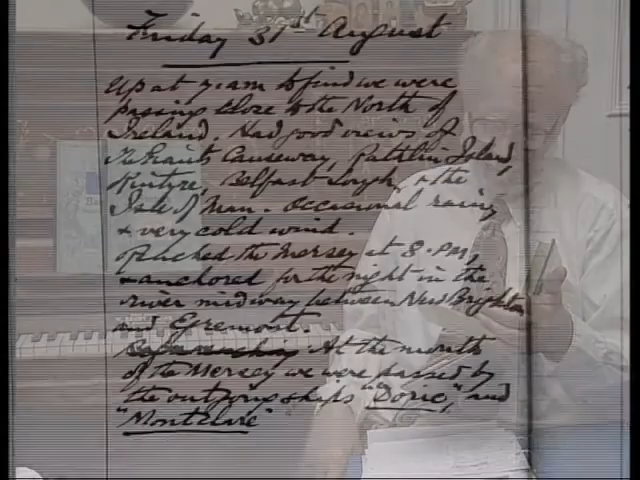 Friday 31st August
Up at 7 am to find we were
passing close to the North of
Ireland. Had good views of
the Giants Causeway, Rathlin Island,
Kintyre, Belfast Lough, + the
Isle of Man. Occasional rain
+ very cold wind.
Reached the Mersey at 8. PM,
+ anchored for the night in the
river midway between New Brighton
and Egremont.
At the mouth
of the Mersey we were passed by
the outgoing ships "Doric", and
"Montclare"